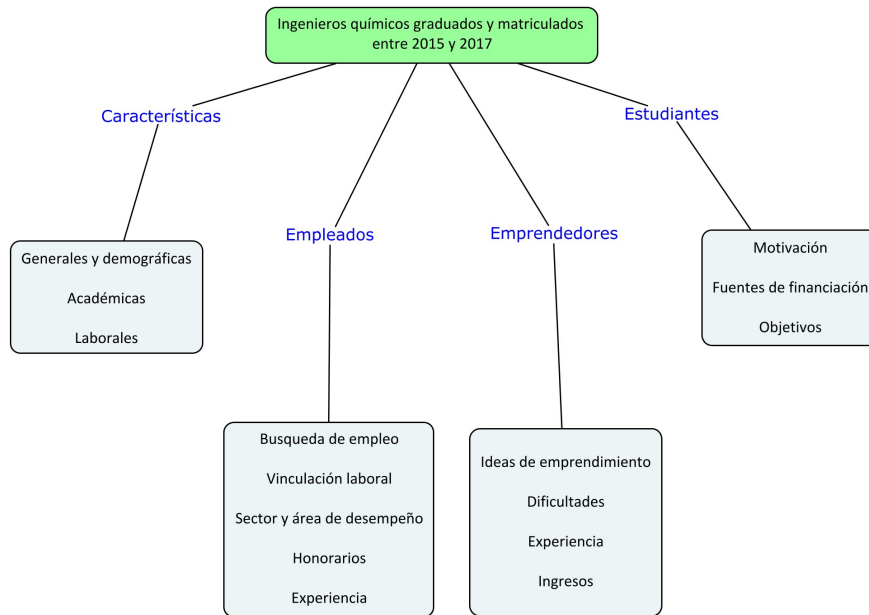 Ingenieros químicos graduados y matriculados
entre 2015 y 2017
Característícas
Estudiantes
Empleados
Emprendedores
Generales y demográficas
Académicas
Laborales
Motivación
Fuentes de financiación
Objetivos
Busqueda de empleo
Vinculación laboral
Sector y área de desempeño
Honorarios
Experiencia
Ideas de emprendimiento
Dificultades
Experiencia
Ingresos